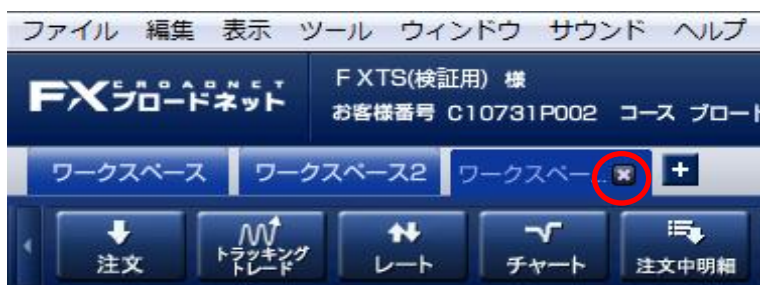 ファイル 編集 表示 ツール ウィンドウ サウンド ヘルプ
FXブロードネット
BROADNET
FXTS(検証用) 様
お客様番号 C10731P002 コース ブロード
ワークスペース ワークスペース2 ワークスペー...
注文 トラッキング
トレード レート チャート 注文中明細